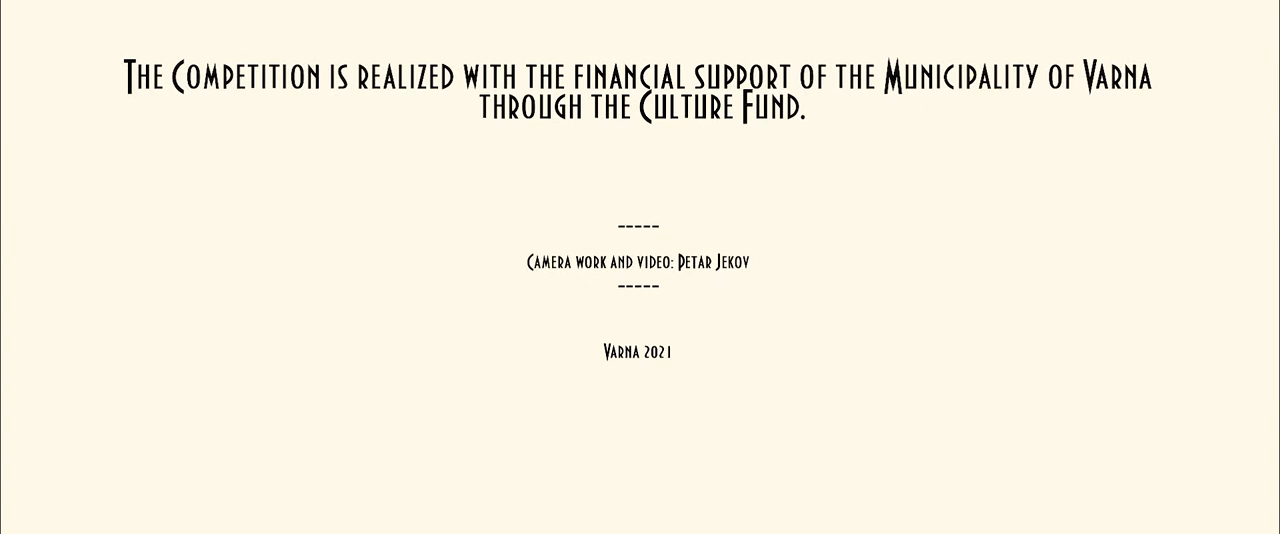 The Competition is realized with the financial support of the Municipality of Varna
through the Culture Fund.
-----
Camera work and video: Petar Jekov
-----
Varna 2021